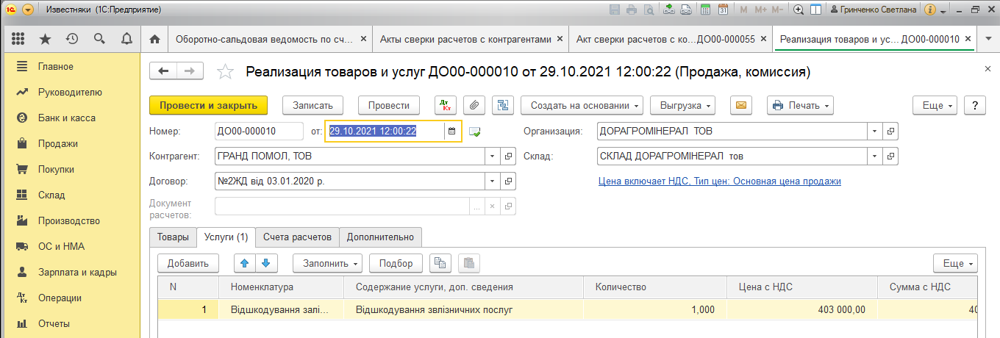 Известняки (1С:Предприятие)
M M+ M- Гринченко Светлана
Оборотно-сальдовая ведомость по сч... Акты сверки расчетов с контрагентами Акт сверки расчетов с ко...ДО00-000055 Реализация товаров и ус... ДО00-000010
Главное
Руководителю
Банк и касса
Продажи
Покупки
Склад
Производство
ОС и НМА
Зарплата и кадры
Операции
Отчеты
Реализация товаров и услуг ДО00-000010 от 29.10.2021 12:00:22 (Продажа, комиссия)
Провести и закрыть Записать Провести Дт Кт Создать на основании Выгрузка Печать Еще ?
Номер: ДО00-000010 от: 29.10.2021 12:00:22 Организация: ДОРАГРОМІНЕРАЛ ТОВ
Контрагент: ГРАНД ПОМОЛ, ТОВ Склад: СКЛАД ДОРАГРОМІНЕРАЛ тов
Договор: №2ЖД від 03.01.2020 р. Цена включает НДС, Тип цен: Основная цена продажи
Документ
расчетов:
Товары Услуги (1) Счета расчетов Дополнительно
Добавить Заполнить Подбор Еще
N Номенклатура Содержание услуги, доп. сведения Количество Цена с НДС Сумма с НДС
1 Відшкодування залі... Відшкодування звлізничних послуг 1,000 403 000,00 40